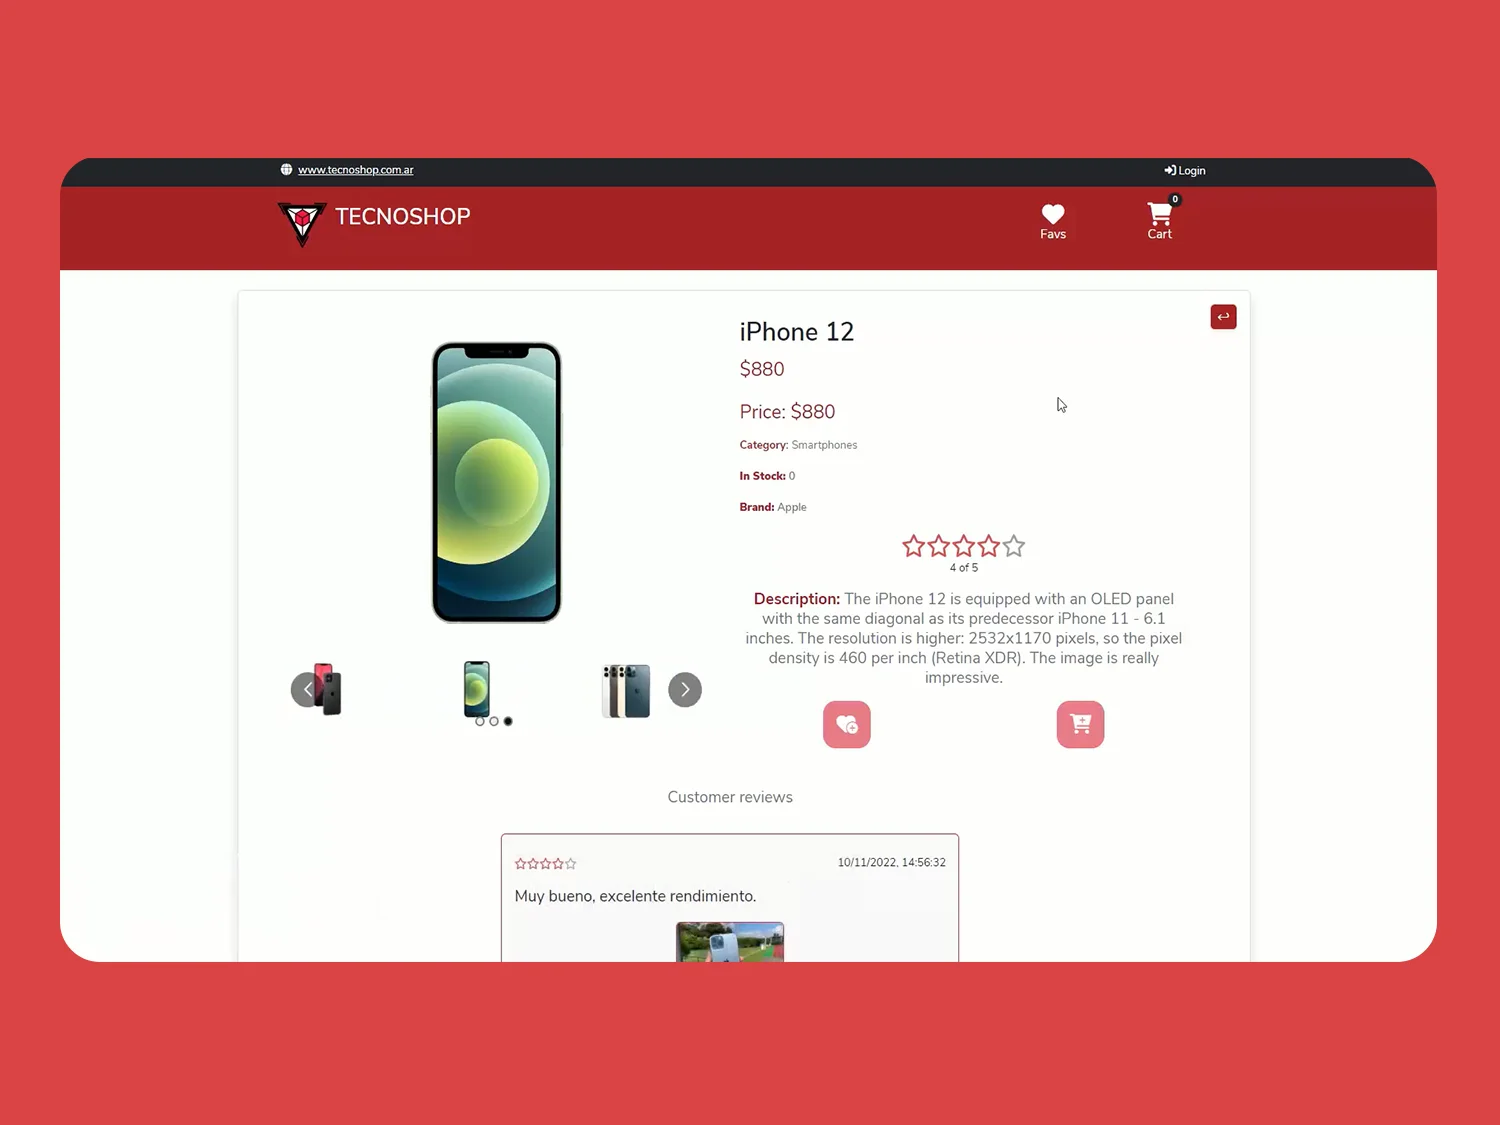 www.tecnoshop.com.ar
Login
TECNOSHOP
Favs
0
Cart
iPhone 12
$880
Price: $880
Category: Smartphones
In Stock: 0
Brand: Apple
4 of 5
Description: The iPhone 12 is equipped with an OLED panel
with the same diagonal as its predecessor iPhone 11 - 6.1
inches. The resolution is higher: 2532x1170 pixels, so the pixel
density is 460 per inch (Retina XDR). The image is really
impressive.
Customer reviews
10/11/2022, 14:56:32
Muy bueno, excelente rendimiento.